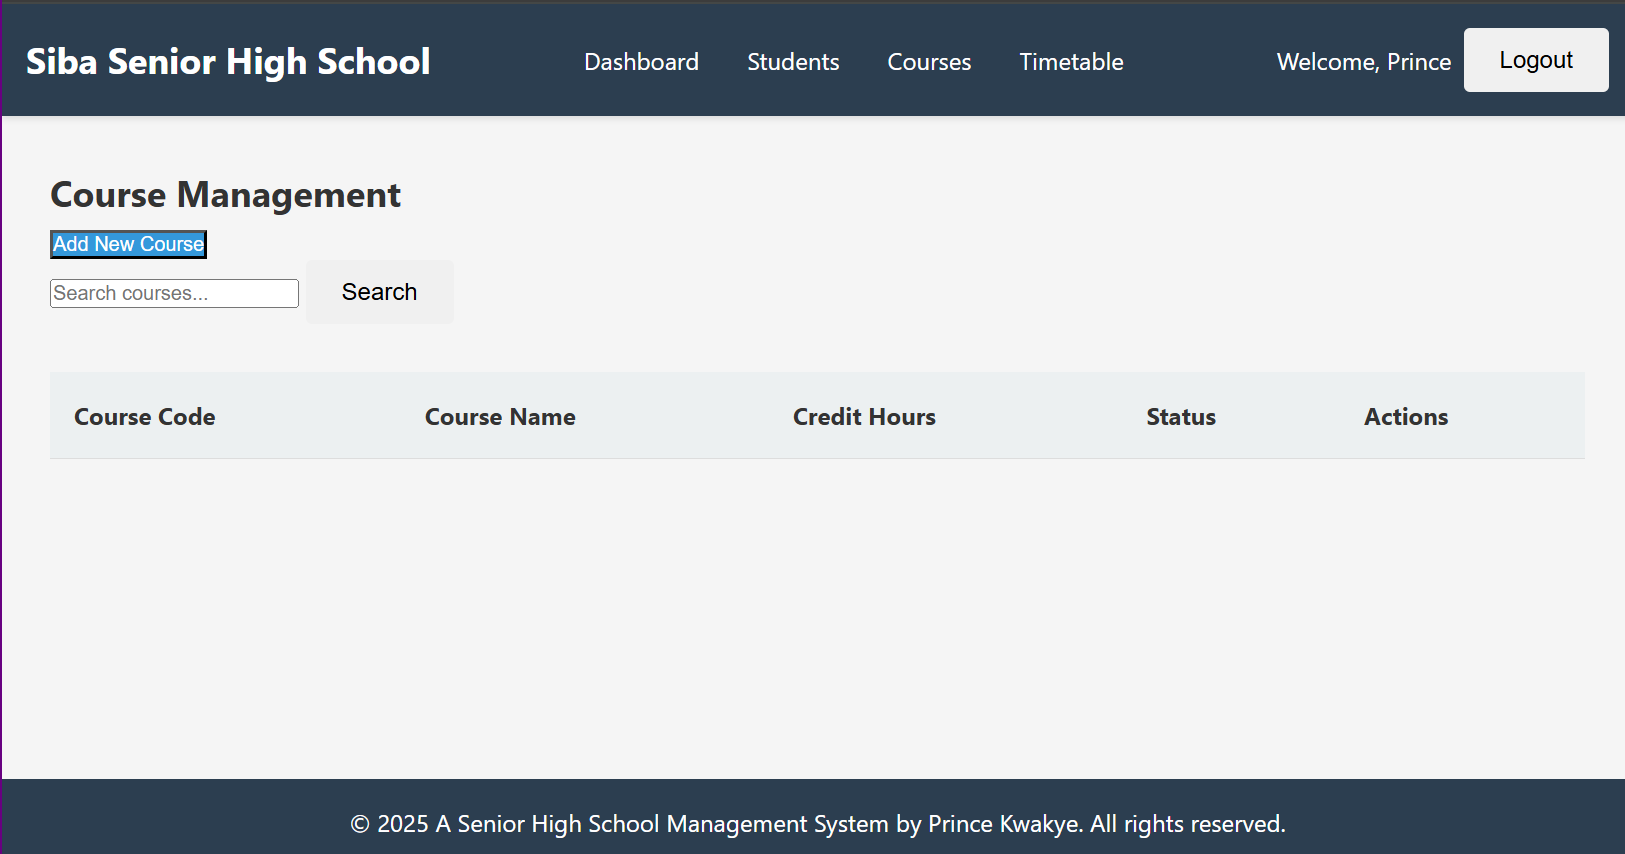 Siba Senior High School Dashboard Students Courses Timetable Welcome, Prince Logout
Course Management
Add New Course
Search courses... Search
Course Code Course Name Credit Hours Status Actions
© 2025 A Senior High School Management System by Prince Kwakye. All rights reserved.